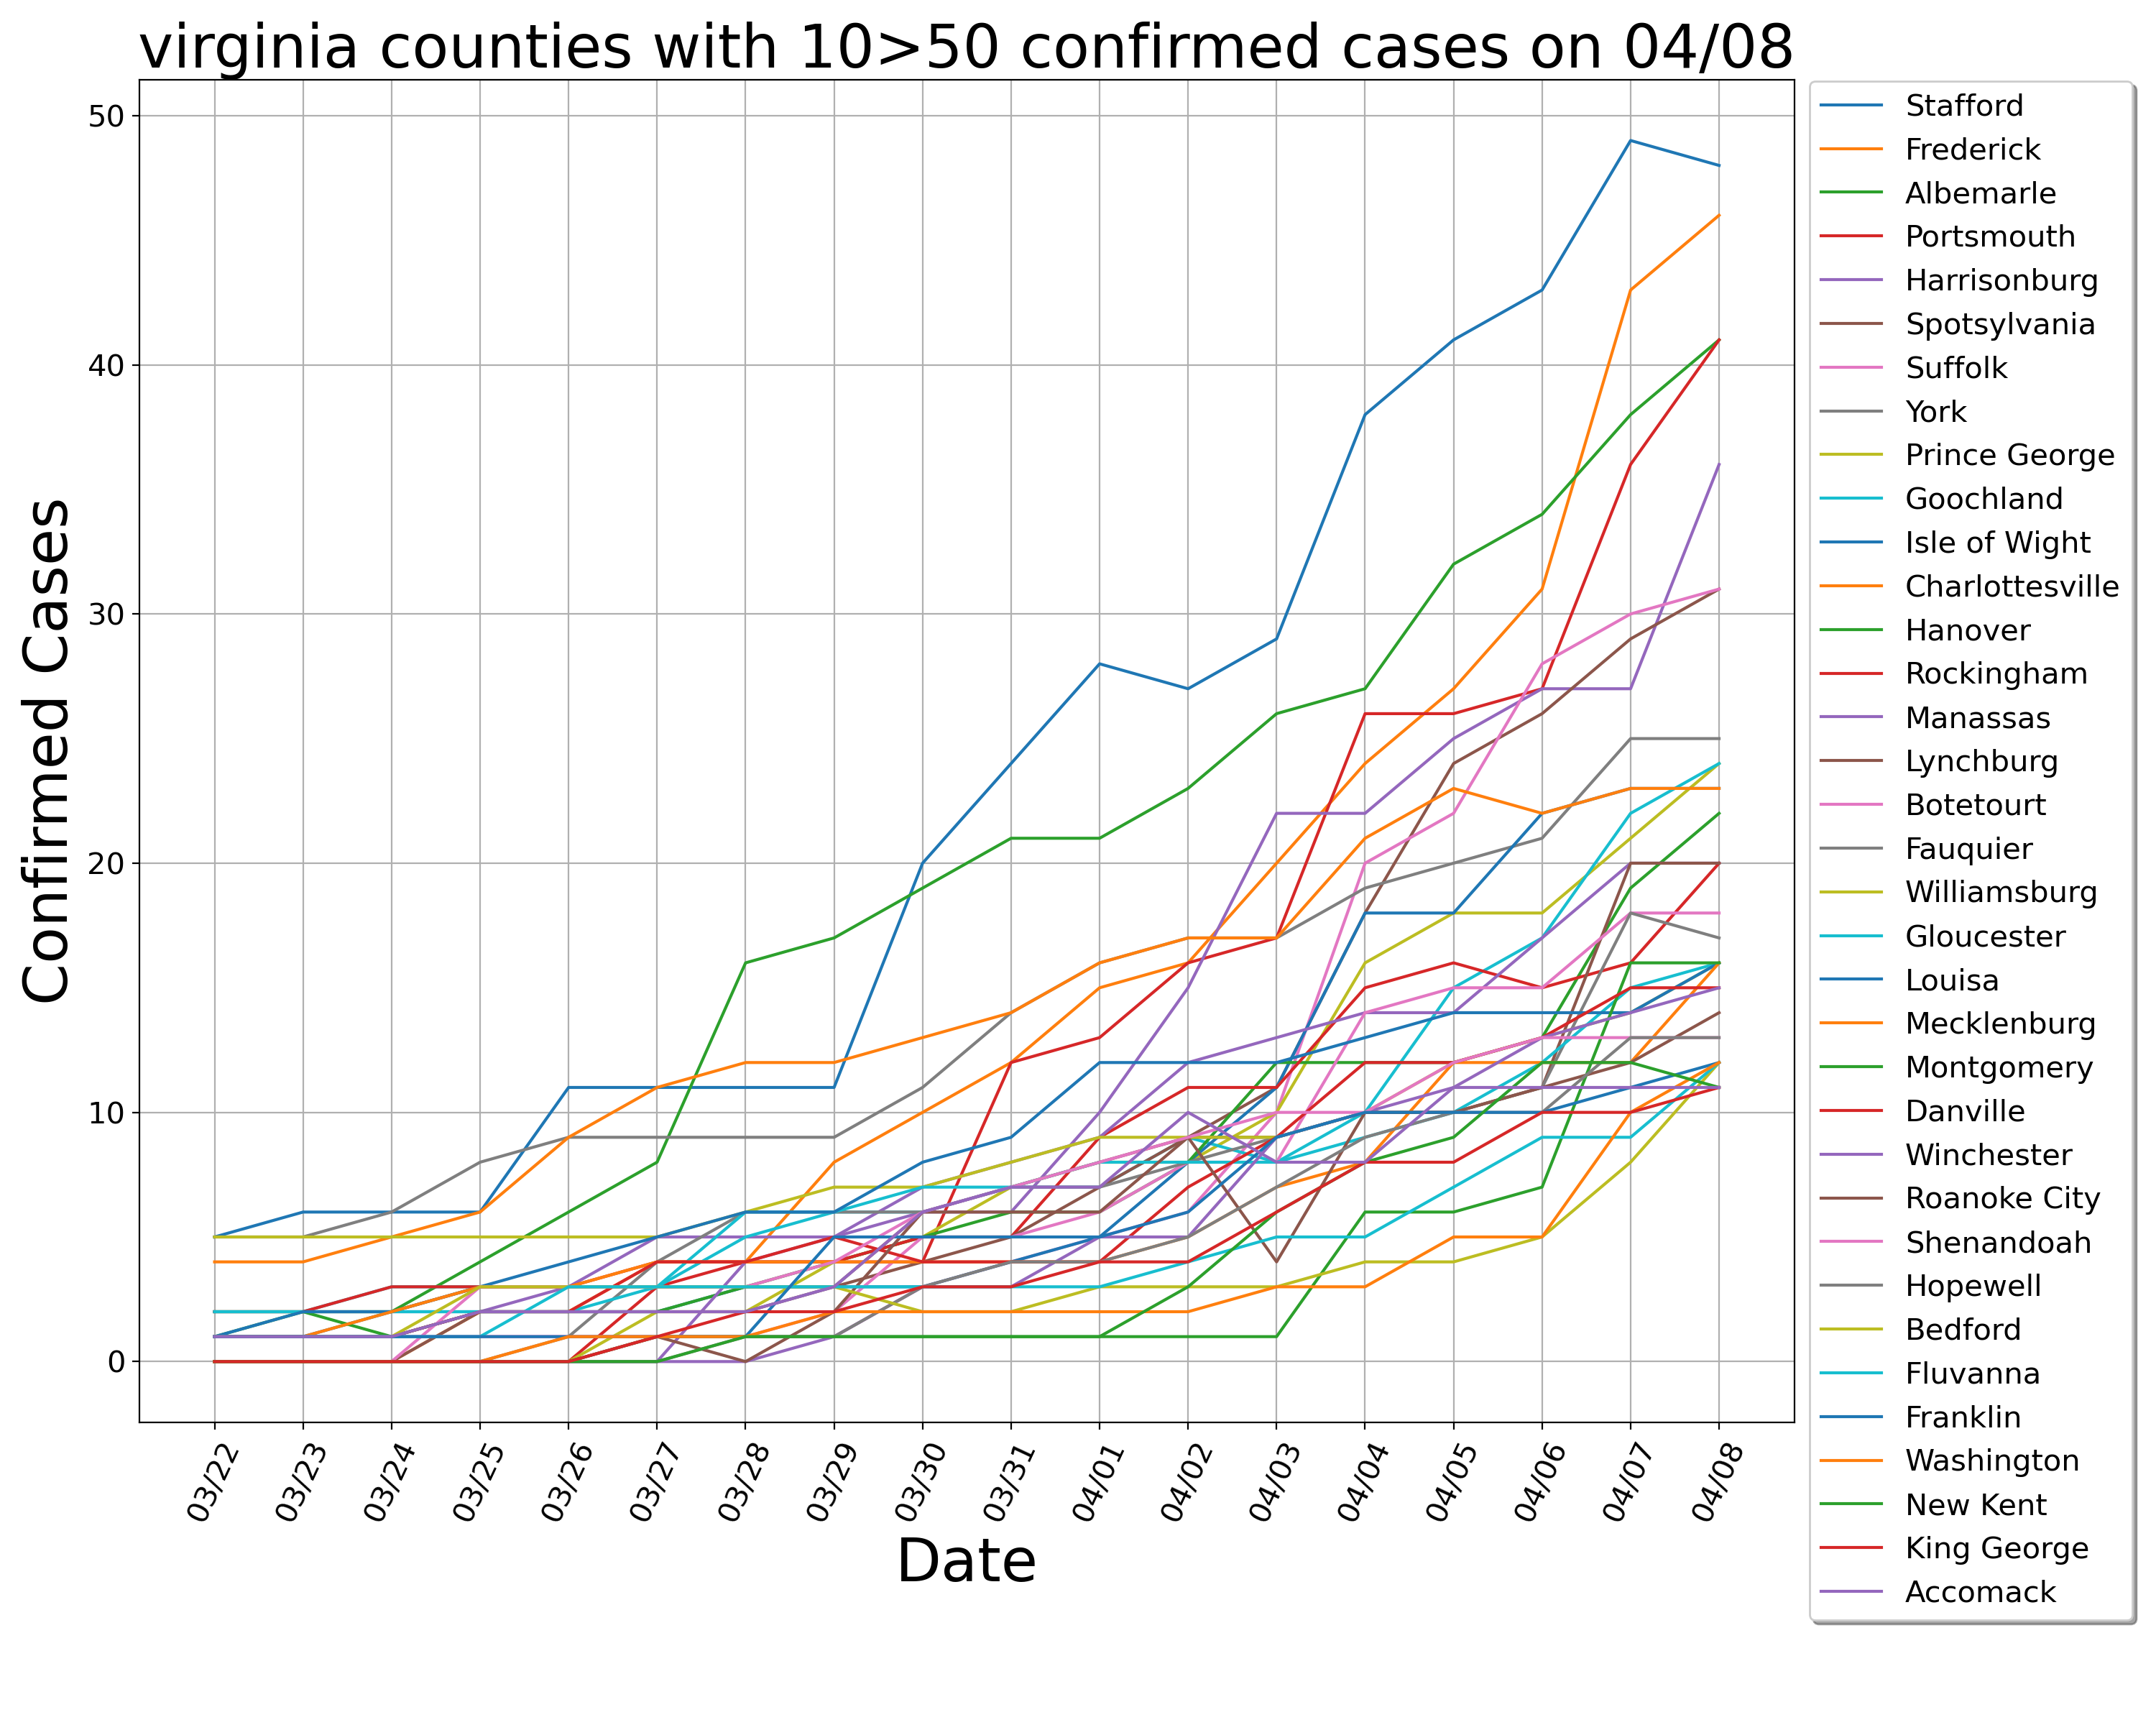 virginia counties with 10>50 confirmed cases on 04/08
Confirmed Cases
50
40
30
20
10
0
03/22
03/23
03/24
03/25
03/26
03/27
03/28
03/29
03/30
03/31
04/01
04/02
04/03
04/04
04/05
04/06
04/07
04/08
Date
Stafford
Frederick
Albemarle
Portsmouth
Harrisonburg
Spotsylvania
Suffolk
York
Prince George
Goochland
Isle of Wight
Charlottesville
Hanover
Rockingham
Manassas
Lynchburg
Botetourt
Fauquier
Williamsburg
Gloucester
Louisa
Mecklenburg
Montgomery
Danville
Winchester
Roanoke City
Shenandoah
Hopewell
Bedford
Fluvanna
Franklin
Washington
New Kent
King George
Accomack